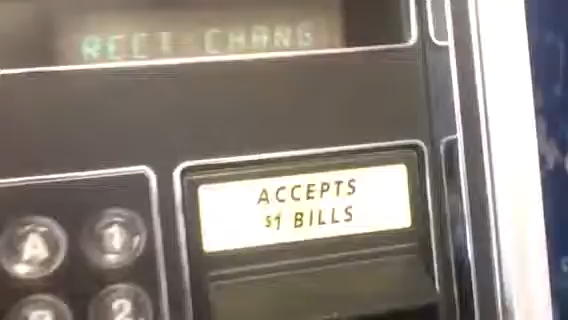 RECT CHANG
ACCEPTS
$1 BILLS
A 1
B 2